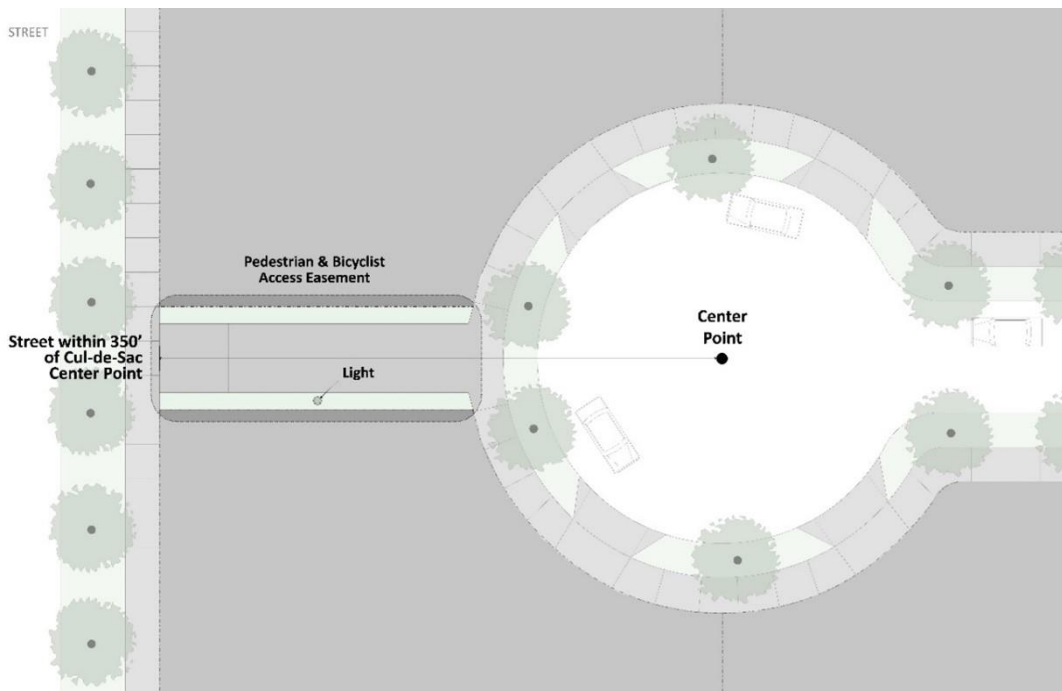 STREET
Pedestrian & Bicyclist
Access Easement
Street within 350'
of Cul-de-Sac
Center Point
Light
Center
Point